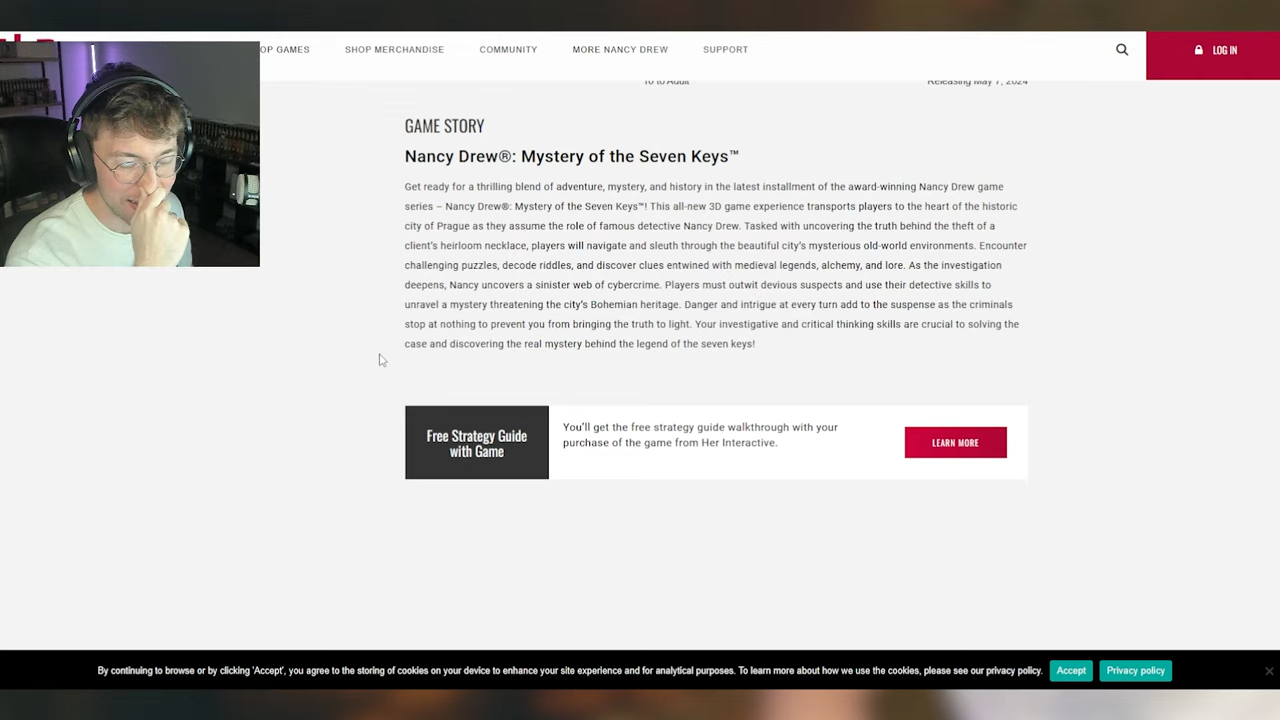 OP GAMES SHOP MERCHANDISE COMMUNITY MORE NANCY DREW SUPPORT LOG IN
10 to Adult Releasing May 7, 2024
GAME STORY
Nancy Drew®: Mystery of the Seven Keys™
Get ready for a thrilling blend of adventure, mystery, and history in the latest installment of the award-winning Nancy Drew game
series – Nancy Drew®: Mystery of the Seven Keys™! This all-new 3D game experience transports players to the heart of the historic
city of Prague as they assume the role of famous detective Nancy Drew. Tasked with uncovering the truth behind the theft of a
client's heirloom necklace, players will navigate and sleuth through the beautiful city's mysterious old-world environments. Encounter
challenging puzzles, decode riddles, and discover clues entwined with medieval legends, alchemy, and lore. As the investigation
deepens, Nancy uncovers a sinister web of cybercrime. Players must outwit devious suspects and use their detective skills to
unravel a mystery threatening the city's Bohemian heritage. Danger and intrigue at every turn add to the suspense as the criminals
stop at nothing to prevent you from bringing the truth to light. Your investigative and critical thinking skills are crucial to solving the
case and discovering the real mystery behind the legend of the seven keys!
Free Strategy Guide
with Game
You'll get the free strategy guide walkthrough with your
purchase of the game from Her Interactive.
LEARN MORE
By continuing to browse or by clicking 'Accept', you agree to the storing of cookies on your device to enhance your site experience and for analytical purposes. To learn more about how we use the cookies, please see our privacy policy. Accept Privacy policy